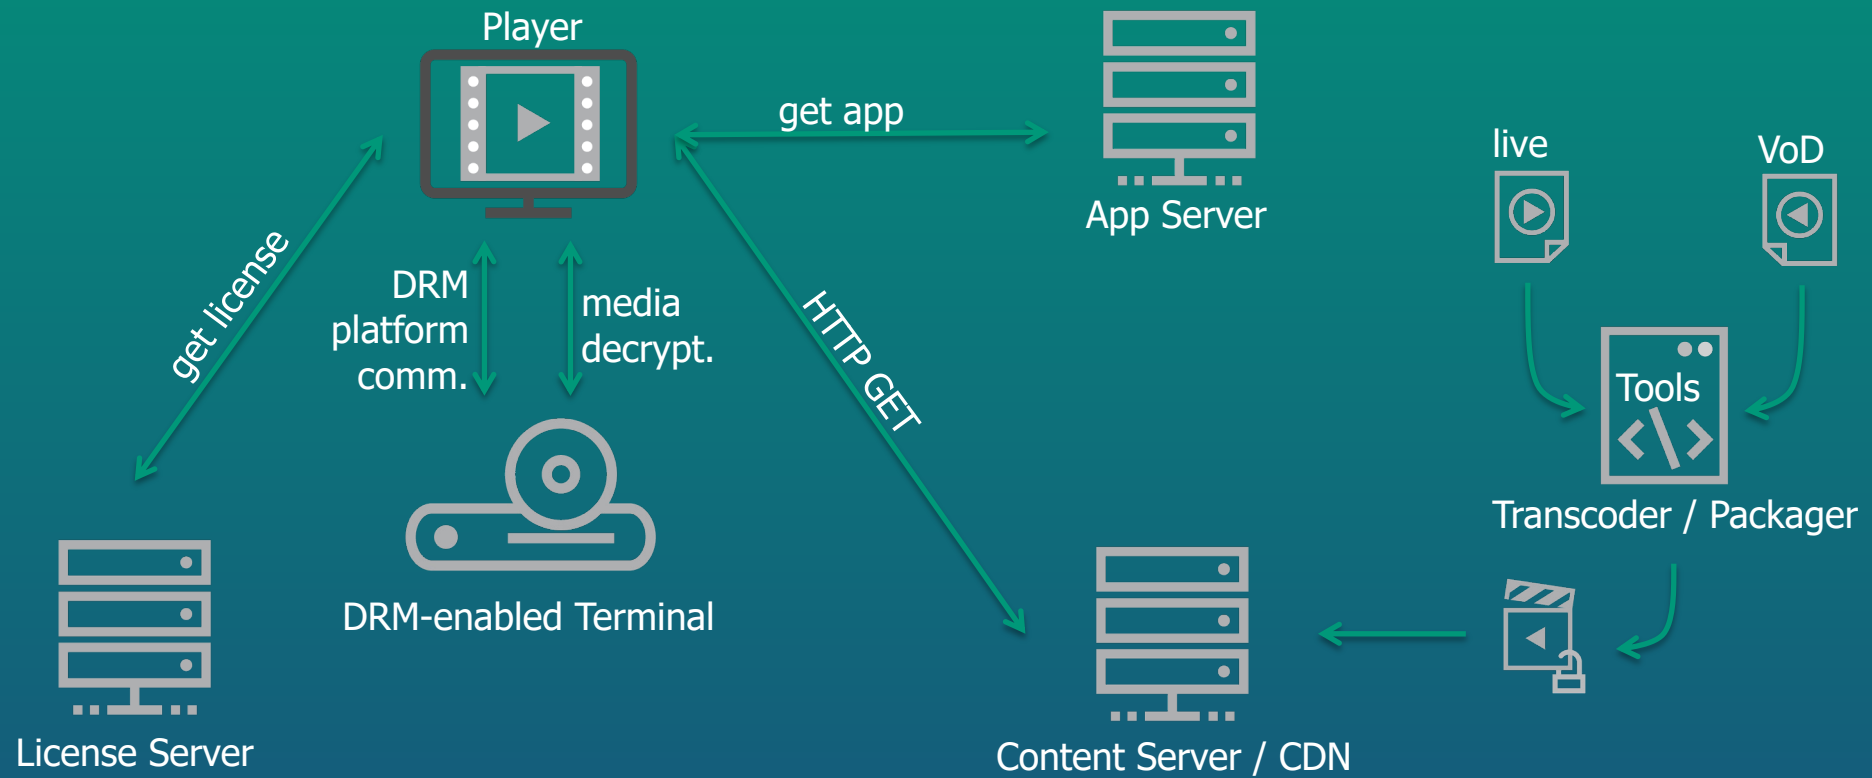 Player
get app
App Server
live
VoD
get license
DRM
platform
comm.
media
decrypt.
HTTP GET
Tools
Transcoder / Packager
DRM-enabled Terminal
License Server
Content Server / CDN